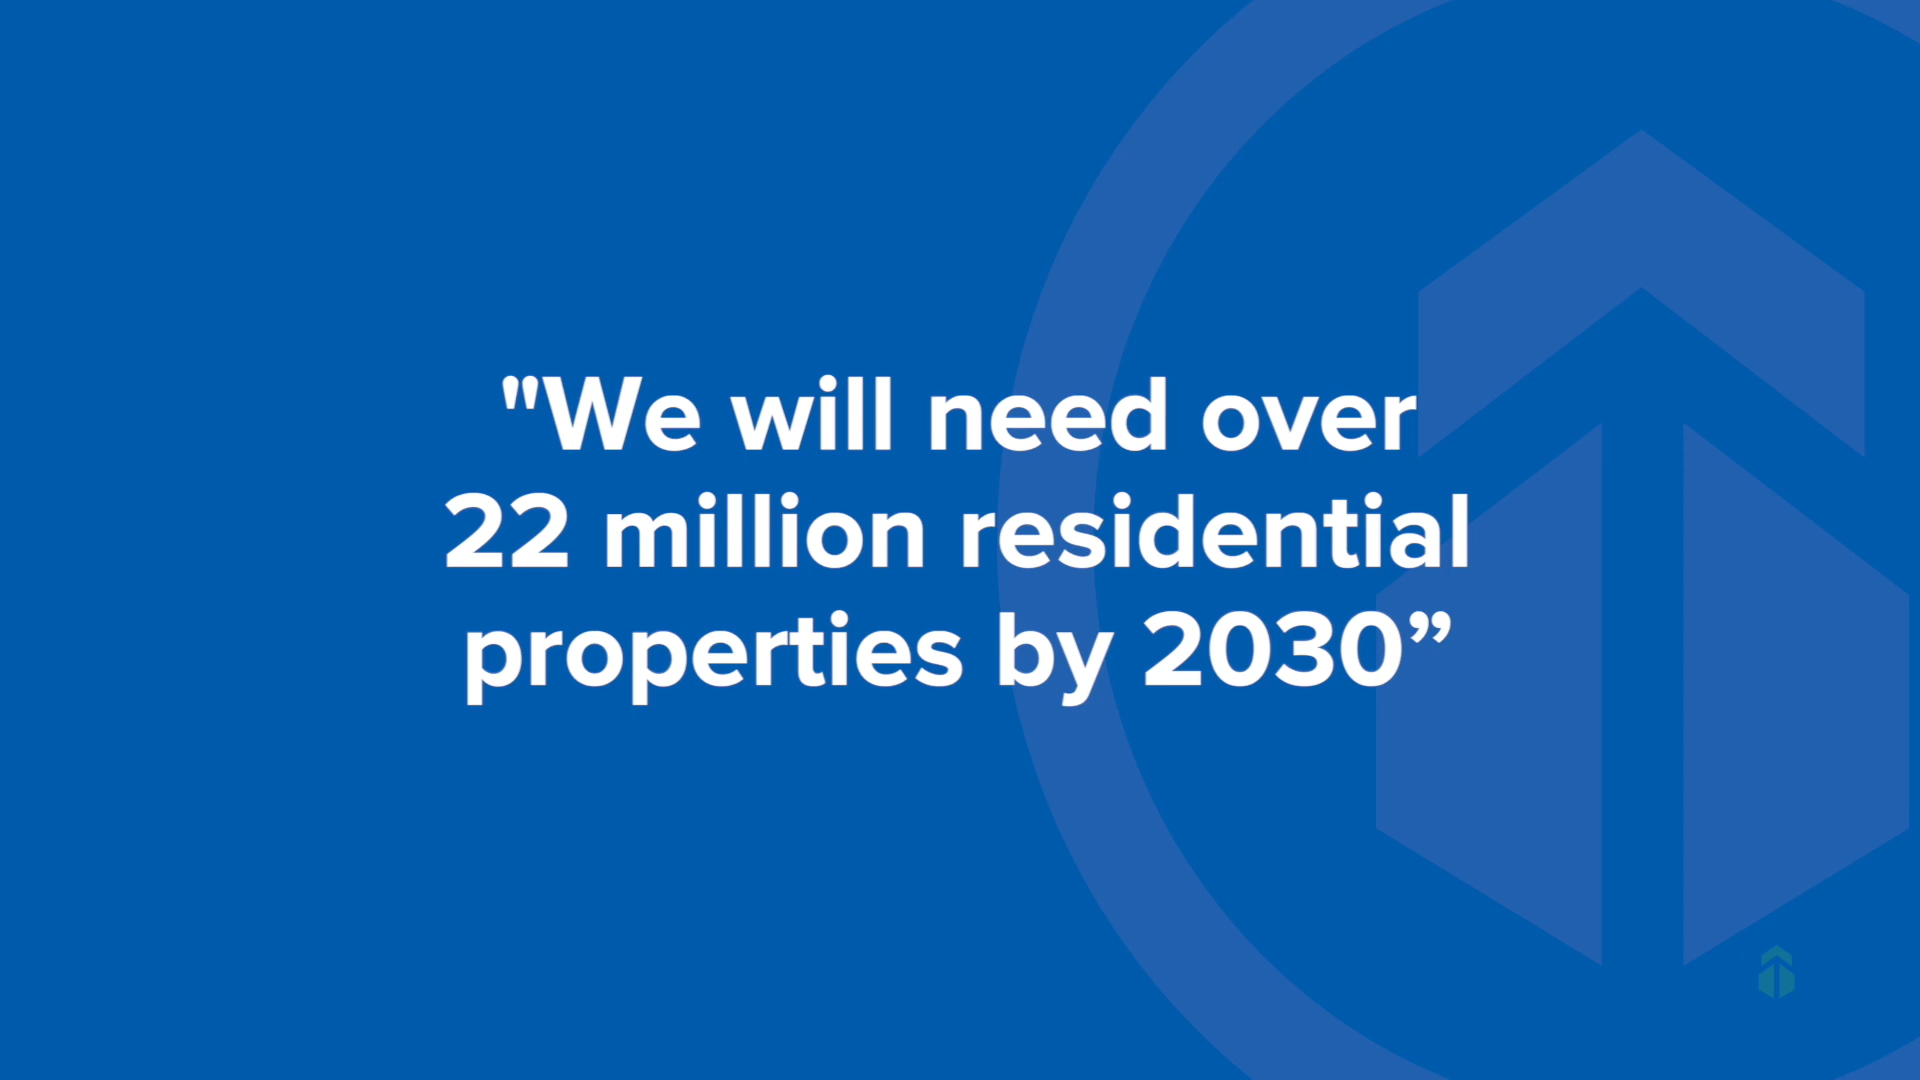 "We will need over
22 million residential
properties by 2030”